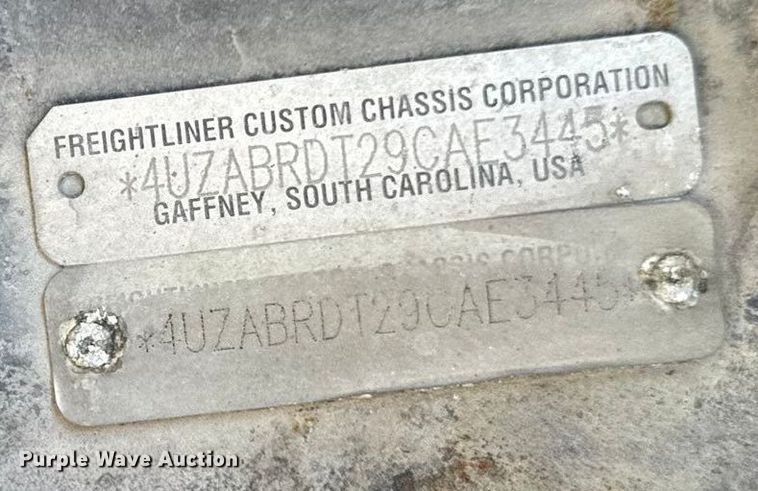 FREIGHTLINER CUSTOM CHASSIS CORPORATION
*4UZABRDT29CAE3445*
GAFFNEY, SOUTH CAROLINA, USA
*4UZABRDT29CAE3445*
Purple Wave Auction